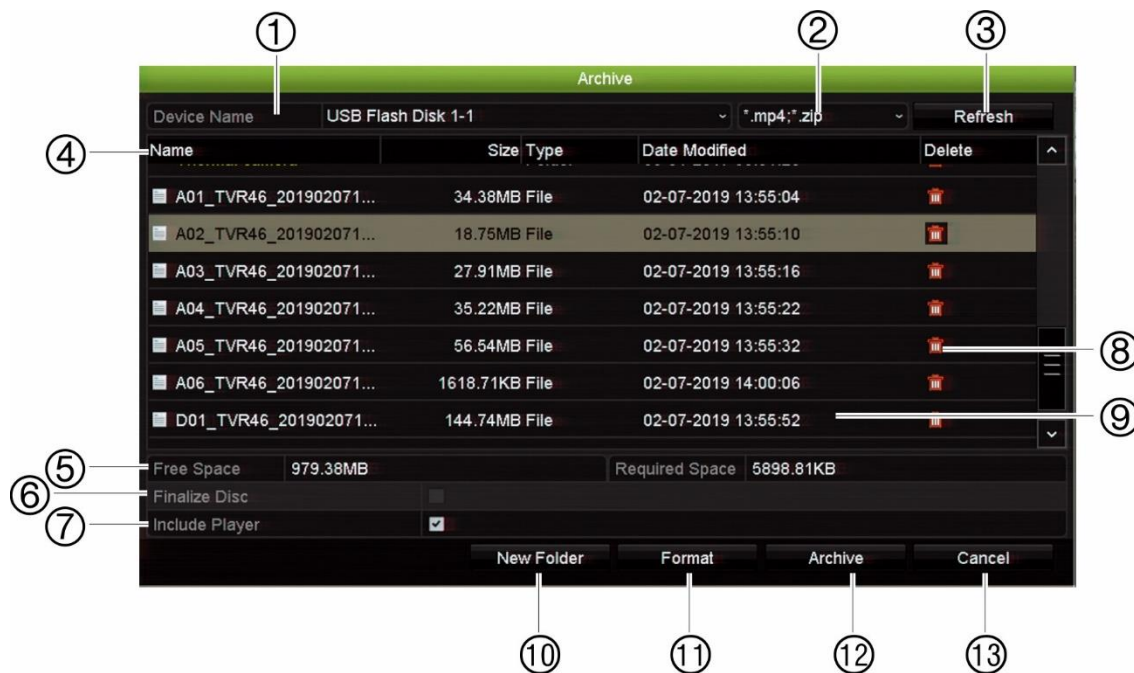 ① ② ③
Archive
Device Name USB Flash Disk 1-1 *.mp4;*.zip Refresh
④ Name Size Type Date Modified Delete
A01_TVR46_201902071... 34.38MB File 02-07-2019 13:55:04
A02_TVR46_201902071... 18.75MB File 02-07-2019 13:55:10
A03_TVR46_201902071... 27.91MB File 02-07-2019 13:55:16
A04_TVR46_201902071... 35.22MB File 02-07-2019 13:55:22
A05_TVR46_201902071... 56.54MB File 02-07-2019 13:55:32 ⑧
A06_TVR46_201902071... 1618.71KB File 02-07-2019 14:00:06
D01_TVR46_201902071... 144.74MB File 02-07-2019 13:55:52 ⑨
⑤ Free Space 979.38MB Required Space 5898.81KB
⑥ Finalize Disc
⑦ Include Player
New Folder Format Archive Cancel
⑩ ⑪ ⑫ ⑬